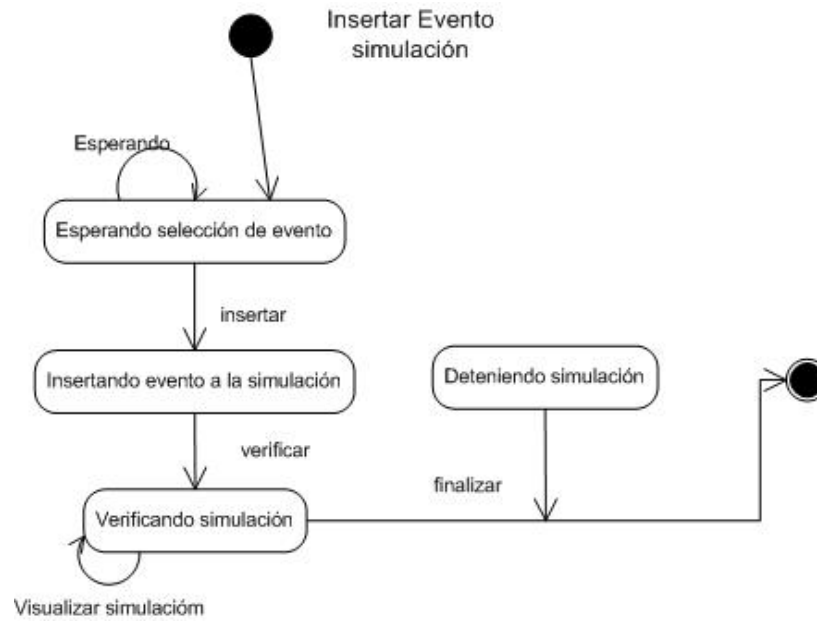 Insertar Evento
simulación
Esperando
Esperando selección de evento
insertar
Insertando evento a la simulación
Deteniendo simulación
verificar
finalizar
Verificando simulación
Visualizar simulacióm